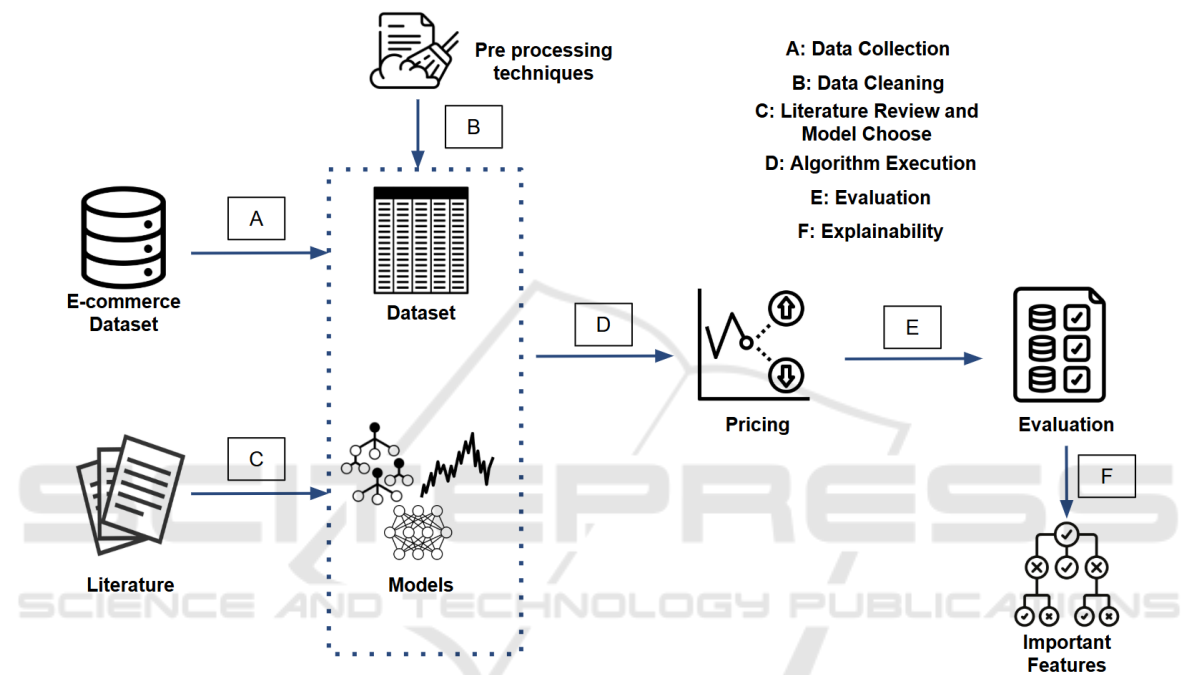 Pre processing
techniques
A: Data Collection
B: Data Cleaning
C: Literature Review and
Model Choose
D: Algorithm Execution
E: Evaluation
F: Explainability
B
A
E-commerce
Dataset
Dataset
D
E
Pricing
Evaluation
C
F
Literature
Models
Important
Features
SCITEPRESS
SCIENCE AND TECHNOLOGY PUBLICATIONS